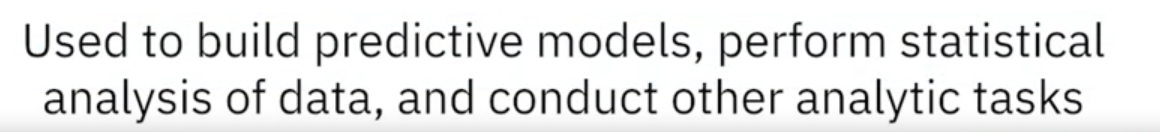 Used to build predictive models, perform statistical
analysis of data, and conduct other analytic tasks